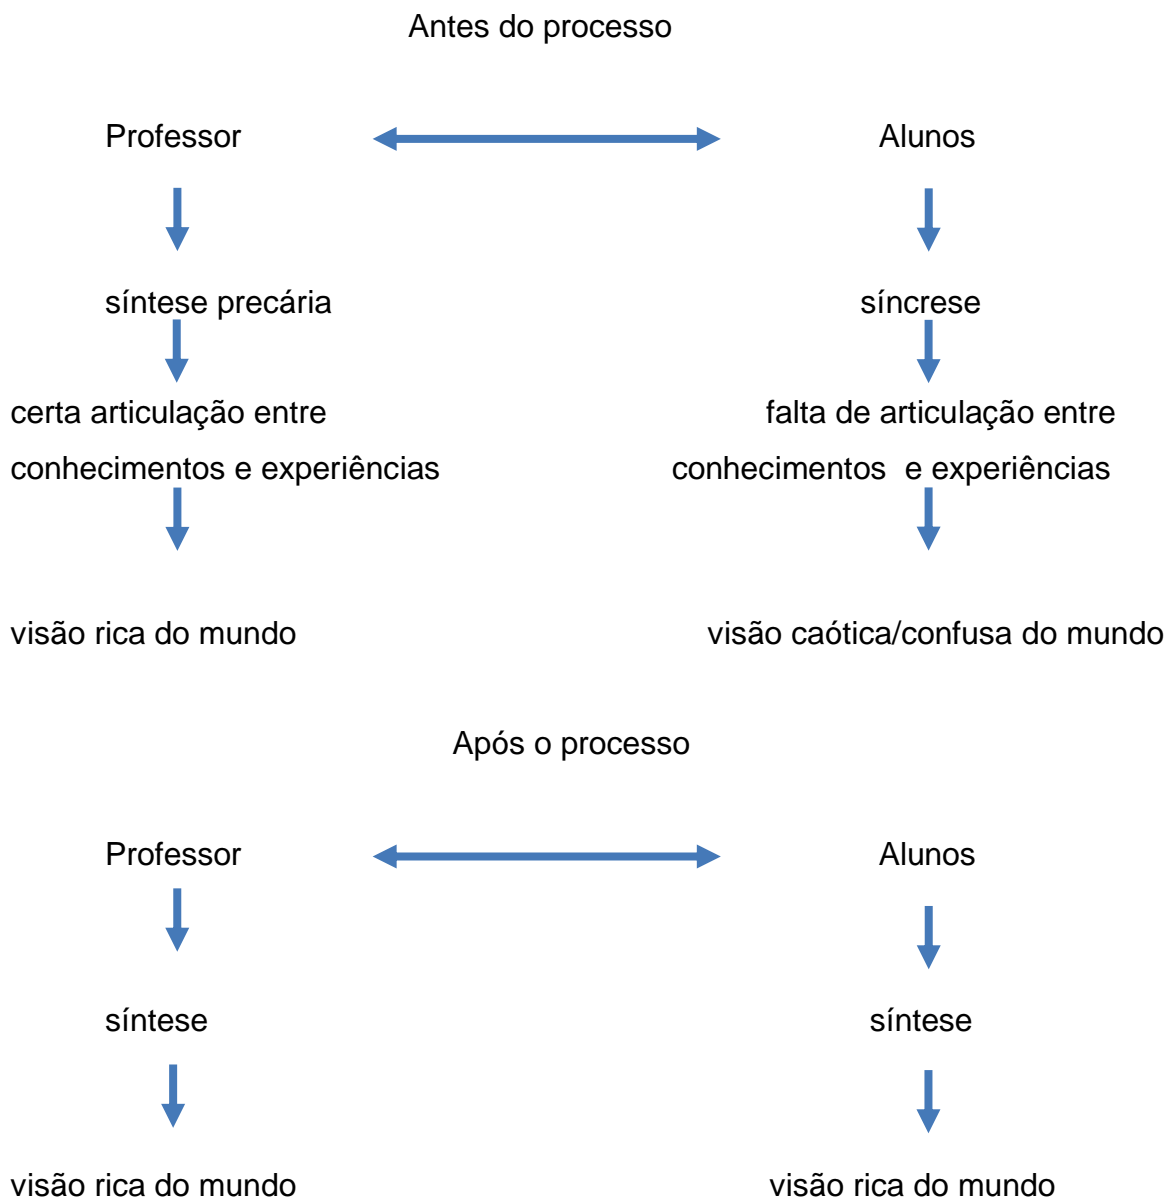 Antes do processo
Professor Alunos
síntese precária síncrese
certa articulação entre falta de articulação entre
conhecimentos e experiências conhecimentos e experiências
visão rica do mundo visão caótica/confusa do mundo
Após o processo
Professor Alunos
síntese síntese
visão rica do mundo visão rica do mundo